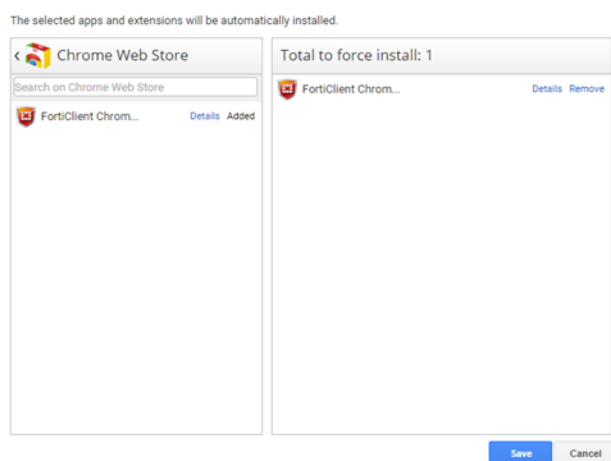 The selected apps and extensions will be automatically installed.
Chrome Web Store
Search on Chrome Web Store
FortiClient Chrom... Details Added
Total to force install: 1
FortiClient Chrom... Details Remove
Save Cancel